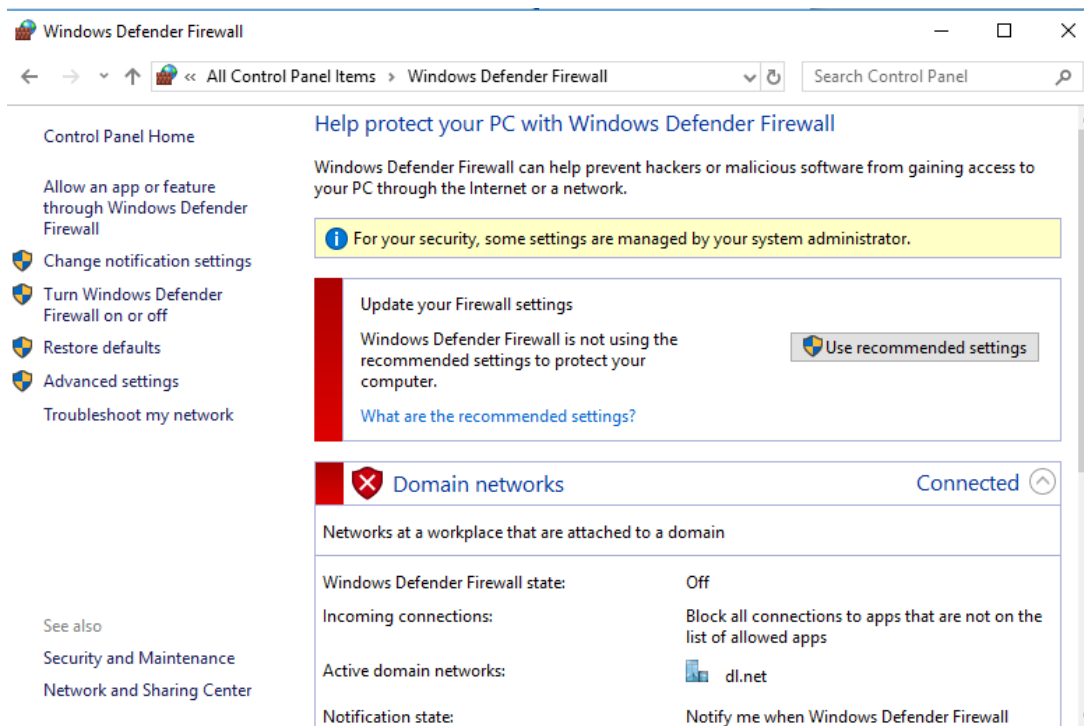 Windows Defender Firewall
« All Control Panel Items › Windows Defender Firewall
Search Control Panel
Control Panel Home
Allow an app or feature
through Windows Defender
Firewall
Change notification settings
Turn Windows Defender
Firewall on or off
Restore defaults
Advanced settings
Troubleshoot my network
See also
Security and Maintenance
Network and Sharing Center
Help protect your PC with Windows Defender Firewall
Windows Defender Firewall can help prevent hackers or malicious software from gaining access to
your PC through the Internet or a network.
For your security, some settings are managed by your system administrator.
Update your Firewall settings
Windows Defender Firewall is not using the
recommended settings to protect your
computer.
What are the recommended settings?
Use recommended settings
Domain networks
Connected
Networks at a workplace that are attached to a domain
Windows Defender Firewall state:
Off
Incoming connections:
Block all connections to apps that are not on the
list of allowed apps
Active domain networks:
dl.net
Notification state:
Notify me when Windows Defender Firewall